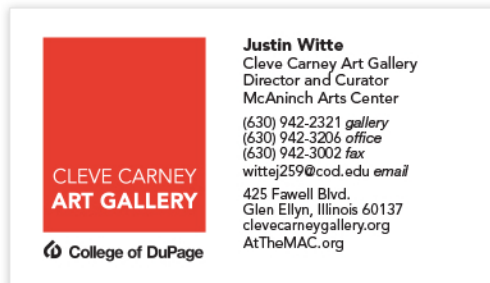 CLEVE CARNEY
ART GALLERY
College of DuPage
Justin Witte
Cleve Carney Art Gallery
Director and Curator
McAninch Arts Center
(630) 942-2321 gallery
(630) 942-3206 office
(630) 942-3002 fax
wittej259@cod.edu email
425 Fawell Blvd.
Glen Ellyn, Illinois 60137
clevecarneygallery.org
AtTheMAC.org